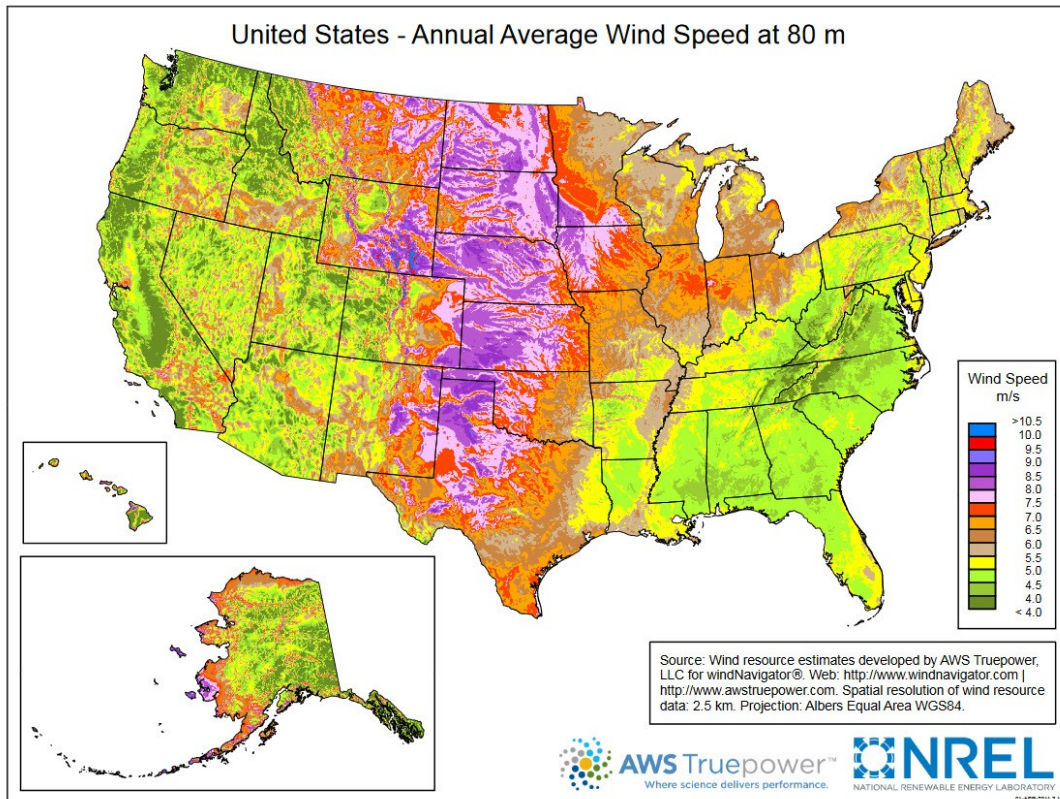 United States - Annual Average Wind Speed at 80 m
Wind Speed
m/s
>10.5
10.0
9.5
9.0
8.5
8.0
7.5
7.0
6.5
6.0
5.5
5.0
4.5
4.0
< 4.0
Source: Wind resource estimates developed by AWS Truepower,
LLC for windNavigator®. Web: http://www.windnavigator.com |
http://www.awstruepower.com. Spatial resolution of wind resource
data: 2.5 km. Projection: Albers Equal Area WGS84.
AWS Truepower™
Where science delivers performance.
NREL
NATIONAL RENEWABLE ENERGY LABORATORY